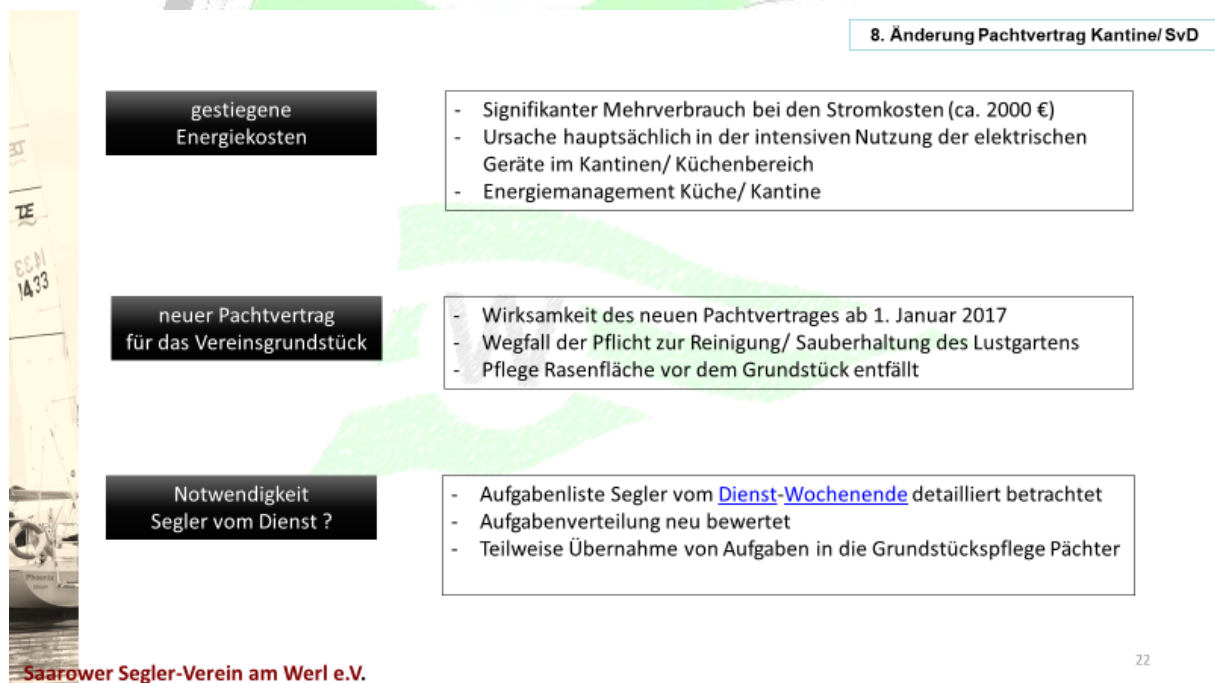 8. Änderung Pachtvertrag Kantine/ SvD
gestiegene
Energiekosten
- Signifikanter Mehrverbrauch bei den Stromkosten (ca. 2000 €)
- Ursache hauptsächlich in der intensiven Nutzung der elektrischen
Geräte im Kantinen/ Küchenbereich
- Energiemanagement Küche/ Kantine
neuer Pachtvertrag
für das Vereinsgrundstück
- Wirksamkeit des neuen Pachtvertrages ab 1. Januar 2017
- Wegfall der Pflicht zur Reinigung/ Sauberhaltung des Lustgartens
- Pflege Rasenfläche vor dem Grundstück entfällt
Notwendigkeit
Segler vom Dienst ?
- Aufgabenliste Segler vom Dienst-Wochenende detailliert betrachtet
- Aufgabenverteilung neu bewertet
- Teilweise Übernahme von Aufgaben in die Grundstückspflege Pächter
1433
Phoenix
Saarower Segler-Verein am Werl e.V.
22